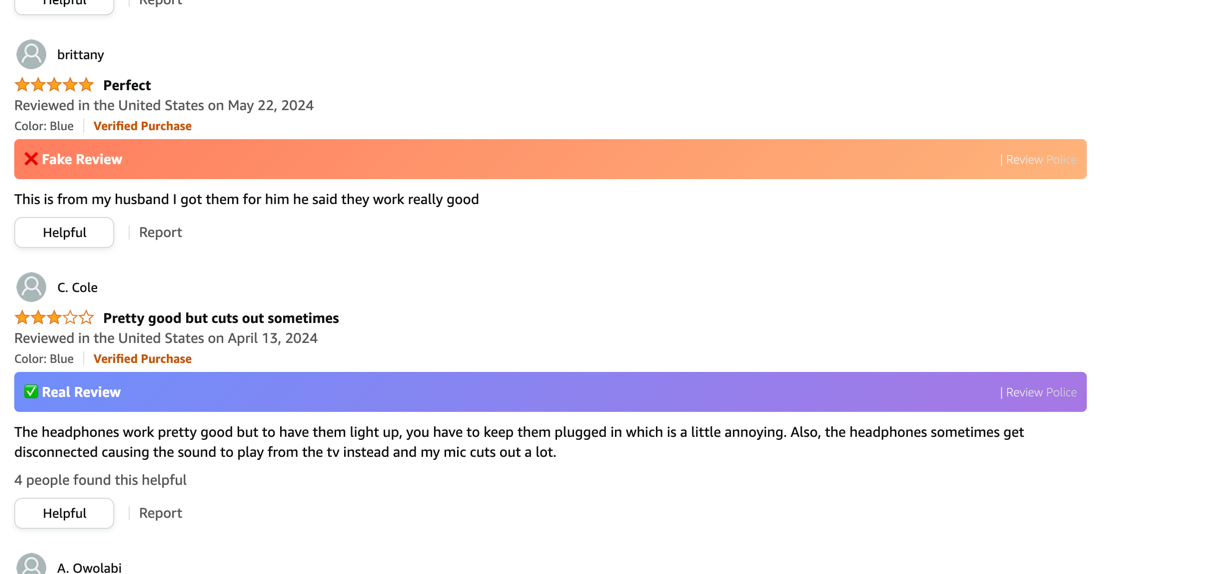 Helpful | Report
brittany
Perfect
Reviewed in the United States on May 22, 2024
Color: Blue | Verified Purchase
❌ Fake Review | Review Police
This is from my husband I got them for him he said they work really good
Helpful | Report
C. Cole
Pretty good but cuts out sometimes
Reviewed in the United States on April 13, 2024
Color: Blue | Verified Purchase
✅ Real Review | Review Police
The headphones work pretty good but to have them light up, you have to keep them plugged in which is a little annoying. Also, the headphones sometimes get
disconnected causing the sound to play from the tv instead and my mic cuts out a lot.
4 people found this helpful
Helpful | Report
A. Owolabi